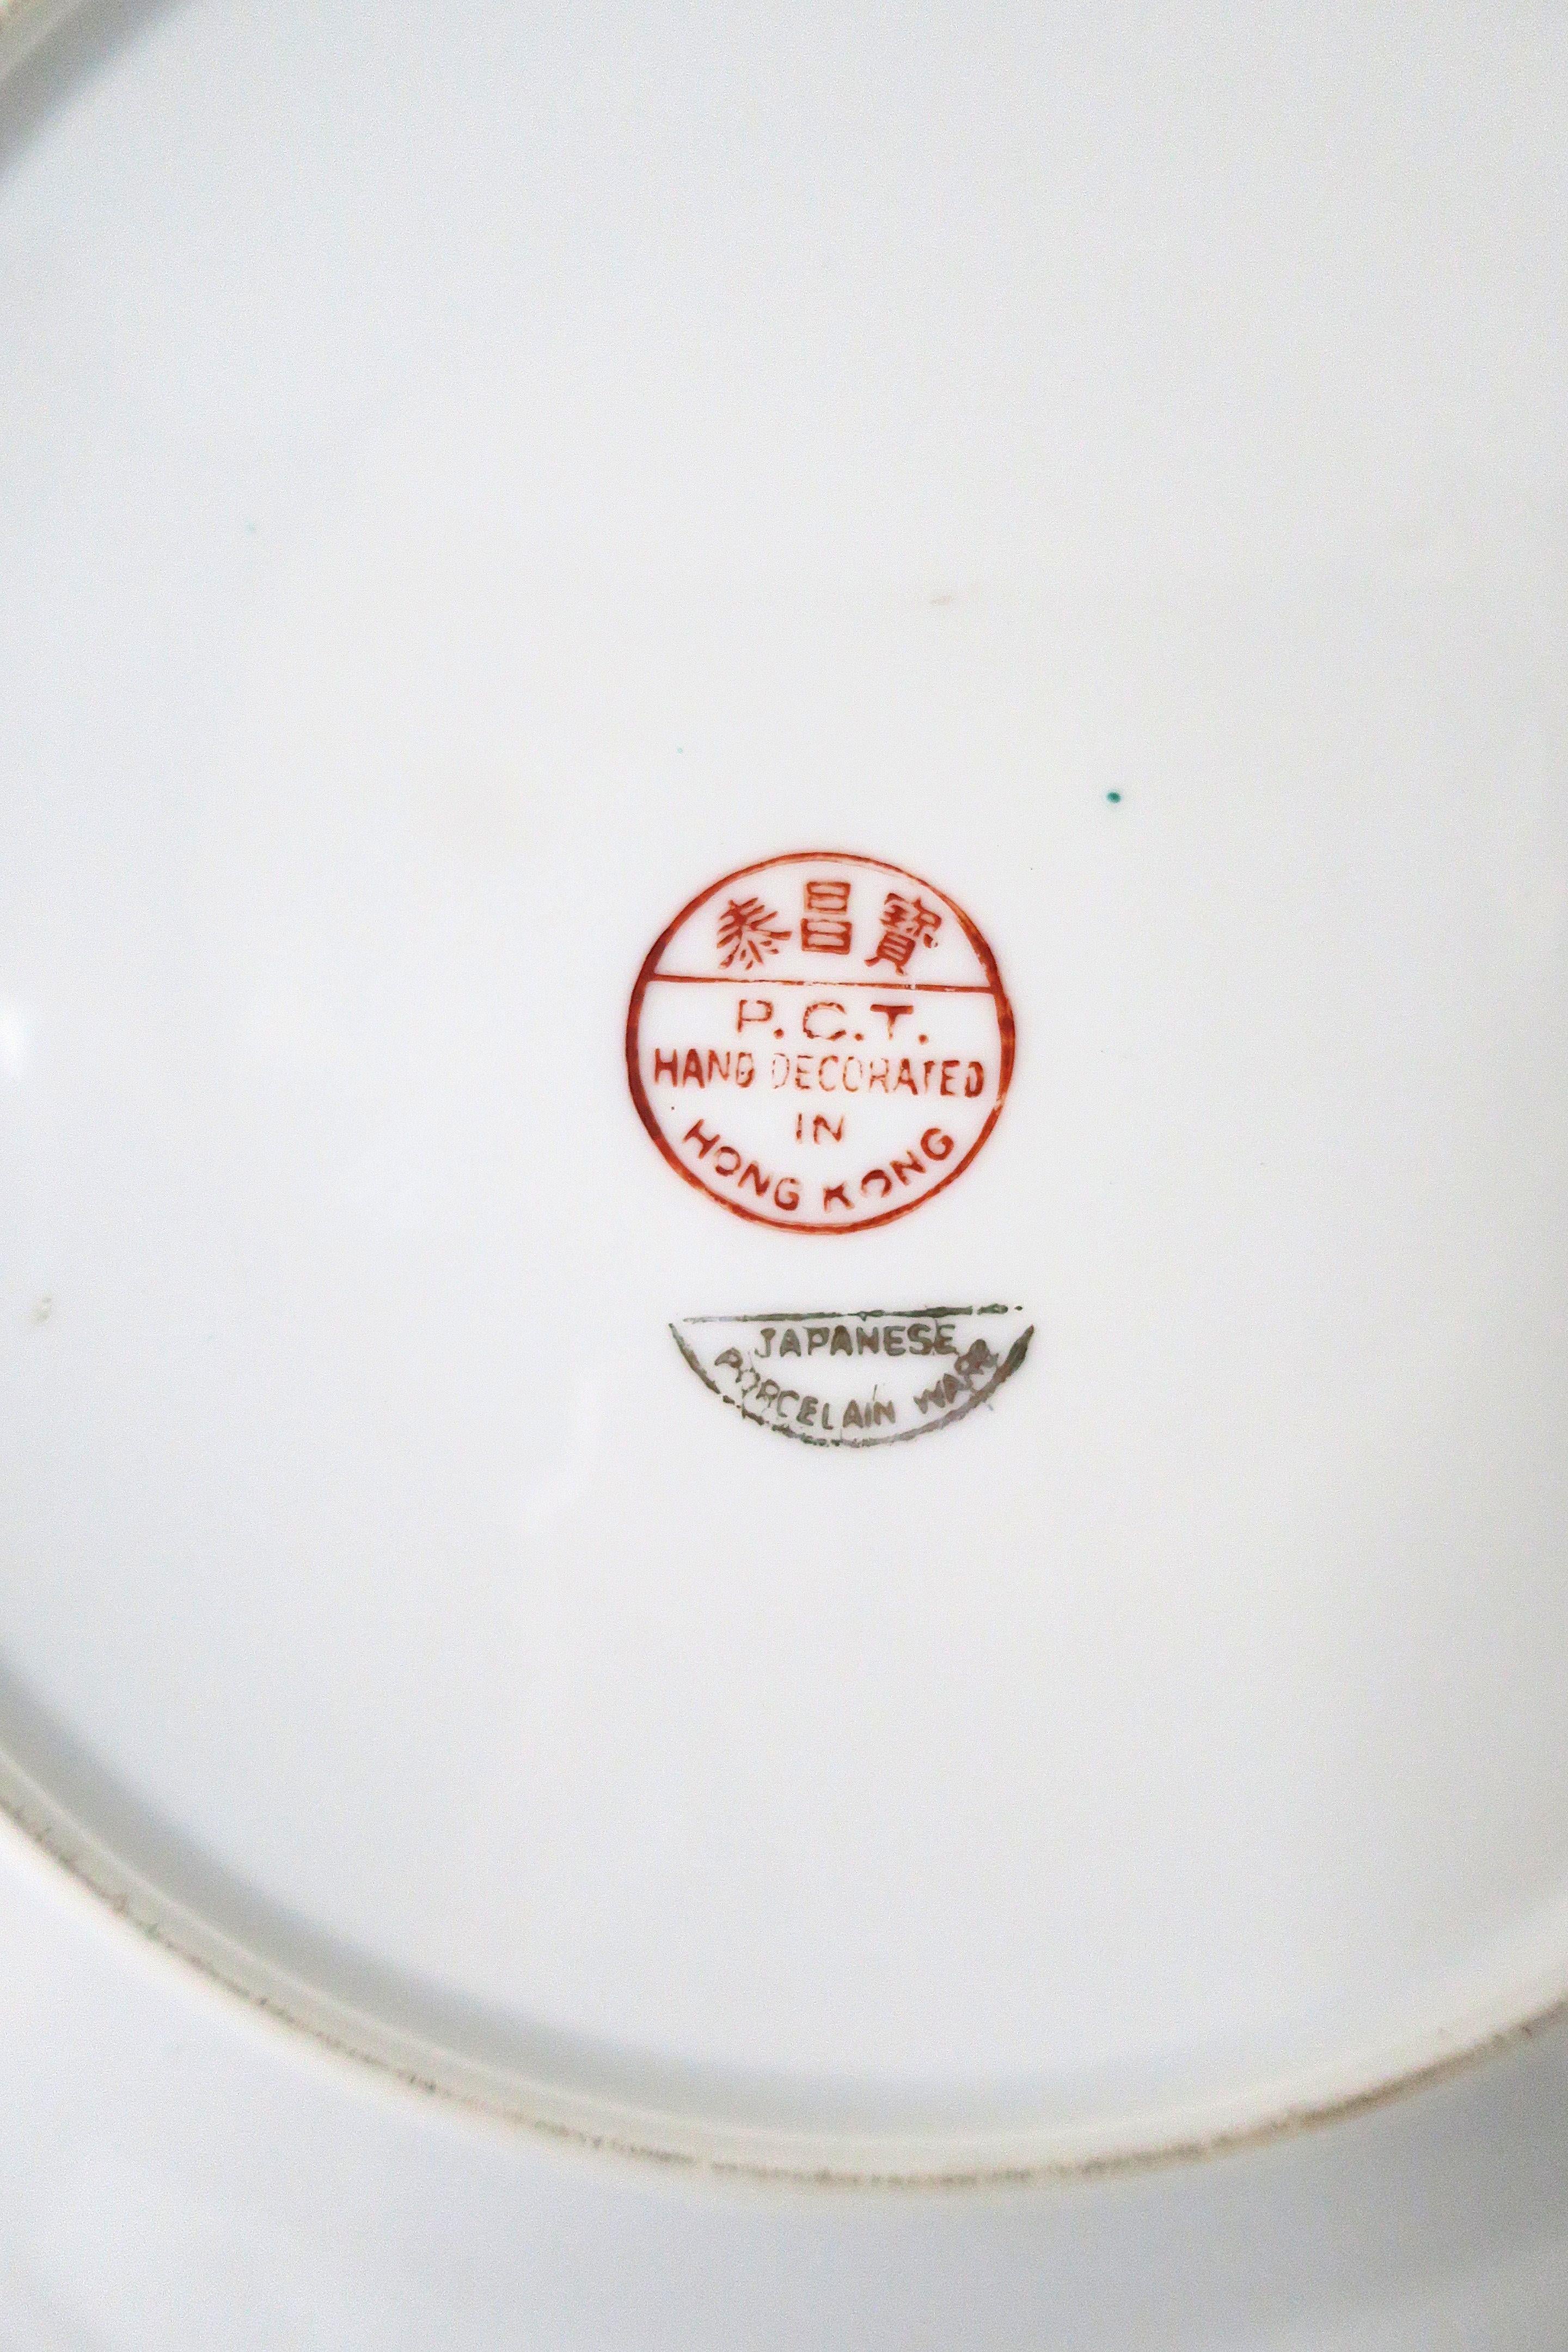 泰昌寶
P.C.T.
HAND DECORATED
IN
HONG KONG
JAPANESE
PORCELAIN WARE